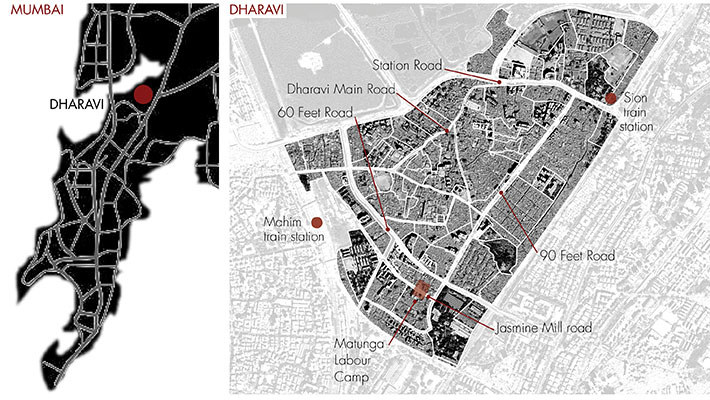 MUMBAI
DHARAVI
DHARAVI
Station Road
Dharavi Main Road
60 Feet Road
Sion
train
station
Mahim
train station
90 Feet Road
Jasmine Mill road
Matunga
Labour
Camp